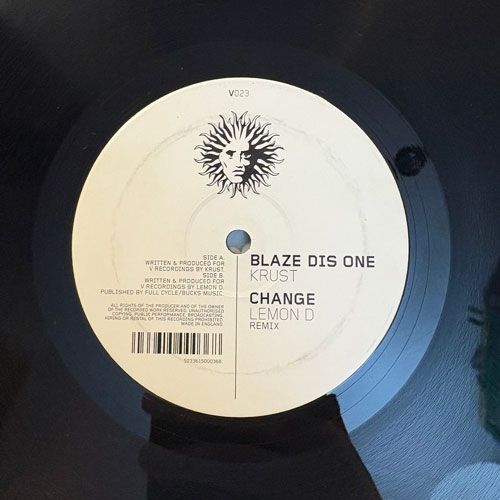 V023
SIDE A.
WRITTEN & PRODUCED FOR
V RECORDINGS BY KRUST.
SIDE B.
WRITTEN & PRODUCED FOR
V RECORDINGS BY LEMON D.
PUBLISHED BY FULL CYCLE/BUCKS MUSIC.
ALL RIGHTS OF THE PRODUCER AND OF THE OWNER
OF THE RECORDED WORK RESERVED. UNAUTHORISED
COPYING, PUBLIC PERFORMANCE, BROADCASTING,
HIRING OR RENTAL OF THIS RECORDING PROHIBITED.
MADE IN ENGLAND.
5033615000368
BLAZE DIS ONE
KRUST
CHANGE
LEMON D
REMIX